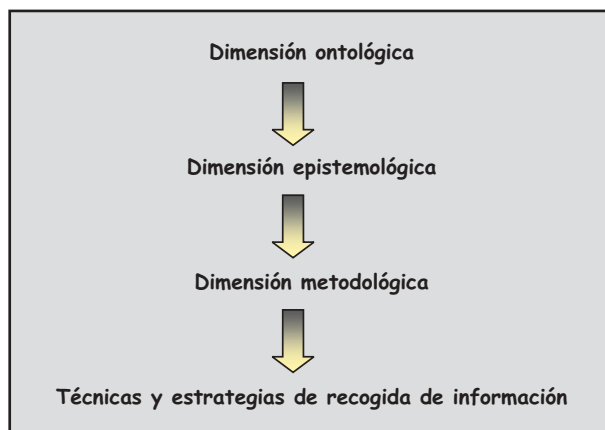 Dimensión ontológica
Dimensión epistemológica
Dimensión metodológica
Técnicas y estrategias de recogida de información